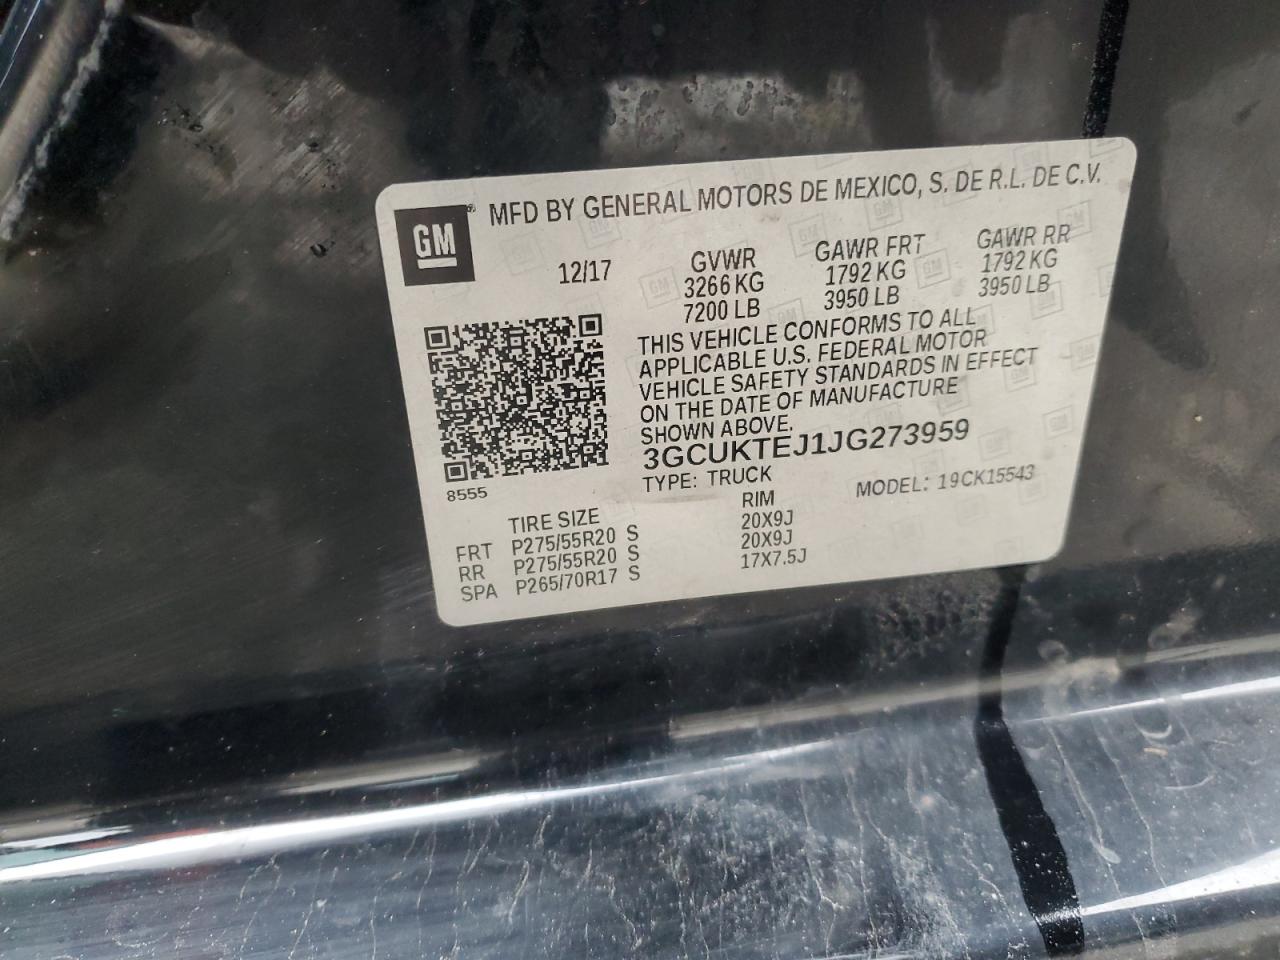 GM® MFD BY GENERAL MOTORS DE MEXICO, S. DE R.L. DE C.V.
12/17 GVWR GAWR FRT GAWR RR
3266 KG 1792 KG 1792 KG
7200 LB 3950 LB 3950 LB
THIS VEHICLE CONFORMS TO ALL
APPLICABLE U.S. FEDERAL MOTOR
VEHICLE SAFETY STANDARDS IN EFFECT
ON THE DATE OF MANUFACTURE
SHOWN ABOVE.
3GCUKTEJ1JG273959
8555 TYPE: TRUCK MODEL: 19CK15543
TIRE SIZE RIM
FRT P275/55R20 S 20X9J
RR P275/55R20 S 20X9J
SPA P265/70R17 S 17X7.5J